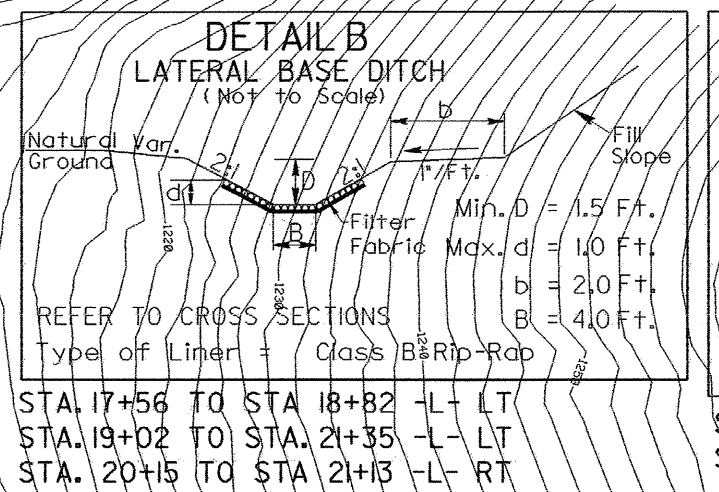 DETAIL B
LATERAL BASE DITCH
(Not to Scale)
b
Natural Var.
Ground
2:1
D
2:1
1"/Ft.
Fill
Slope
d
B
Filter
Fabric
Min. D = 1.5 Ft.
Max. d = 1.0 Ft.
b = 2.0 Ft.
B = 4.0 Ft.
1220
1230
1240
1250
REFER TO CROSS SECTIONS
Type of Liner = Class B Rip-Rap
STA. 17+56 TO STA 18+82 -L- LT
STA. 19+02 TO STA. 21+35 -L- LT
STA. 20+15 TO STA 21+13 -L- RT